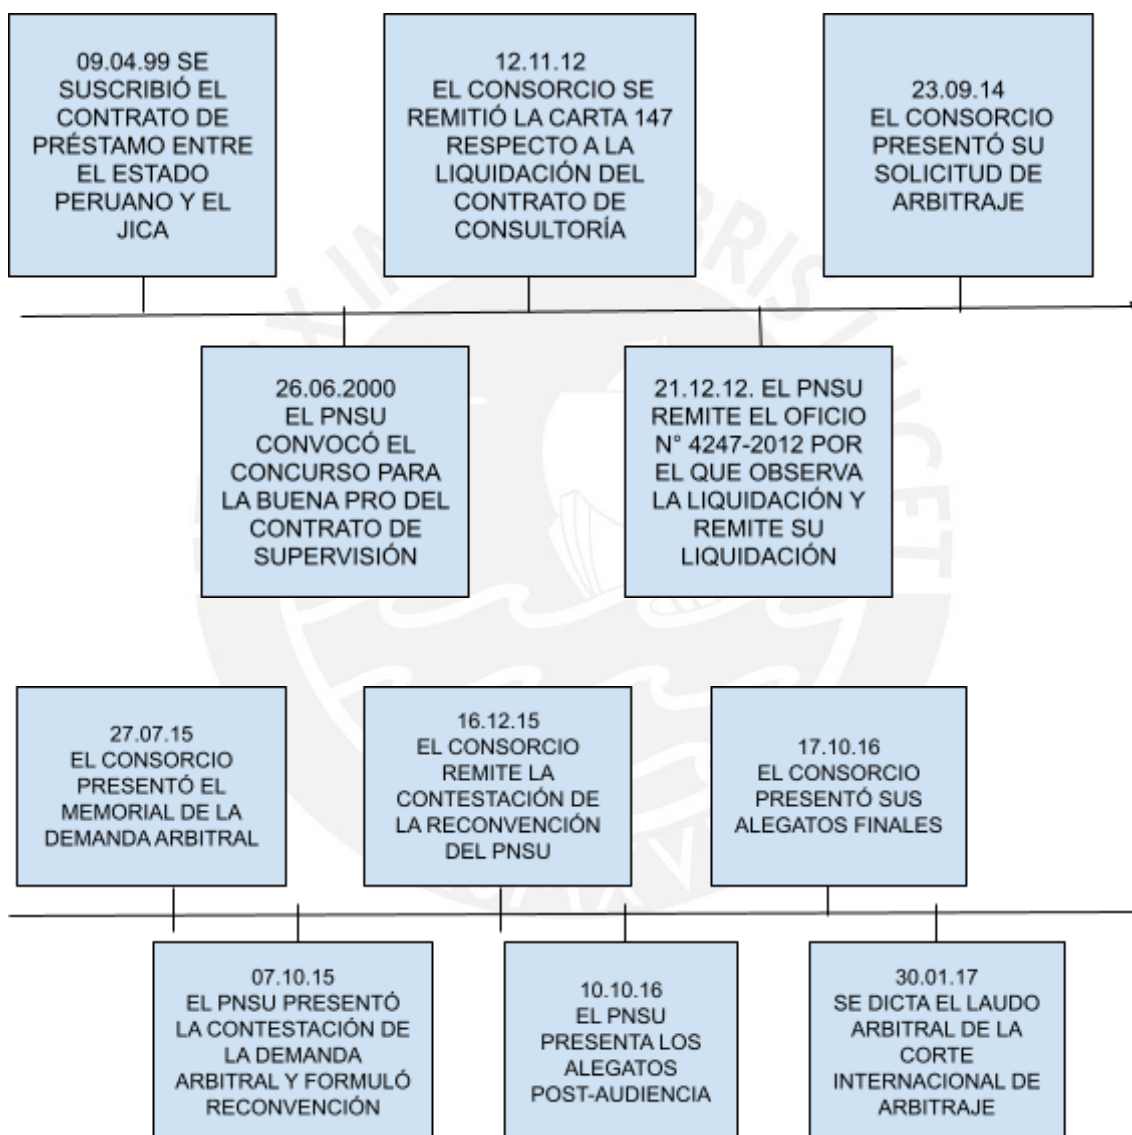 09.04.99 SE
SUSCRIBIÓ EL
CONTRATO DE
PRÉSTAMO ENTRE
EL ESTADO
PERUANO Y EL
JICA
26.06.2000
EL PNSU
CONVOCÓ EL
CONCURSO PARA
LA BUENA PRO DEL
CONTRATO DE
SUPERVISIÓN
12.11.12
EL CONSORCIO SE
REMITIÓ LA CARTA 147
RESPECTO A LA
LIQUIDACIÓN DEL
CONTRATO DE
CONSULTORÍA
21.12.12. EL PNSU
REMITE EL OFICIO
N° 4247-2012 POR
EL QUE OBSERVA
LA LIQUIDACIÓN Y
REMITE SU
LIQUIDACIÓN
23.09.14
EL CONSORCIO
PRESENTÓ SU
SOLICITUD DE
ARBITRAJE
27.07.15
EL CONSORCIO
PRESENTÓ EL
MEMORIAL DE LA
DEMANDA ARBITRAL
07.10.15
EL PNSU PRESENTÓ
LA CONTESTACIÓN DE
LA DEMANDA
ARBITRAL Y FORMULÓ
RECONVENCIÓN
16.12.15
EL CONSORCIO
REMITE LA
CONTESTACIÓN DE
LA RECONVENCIÓN
DEL PNSU
10.10.16
EL PNSU
PRESENTA LOS
ALEGATOS
POST-AUDIENCIA
17.10.16
EL CONSORCIO
PRESENTÓ SUS
ALEGATOS FINALES
30.01.17
SE DICTA EL LAUDO
ARBITRAL DE LA
CORTE
INTERNACIONAL DE
ARBITRAJE